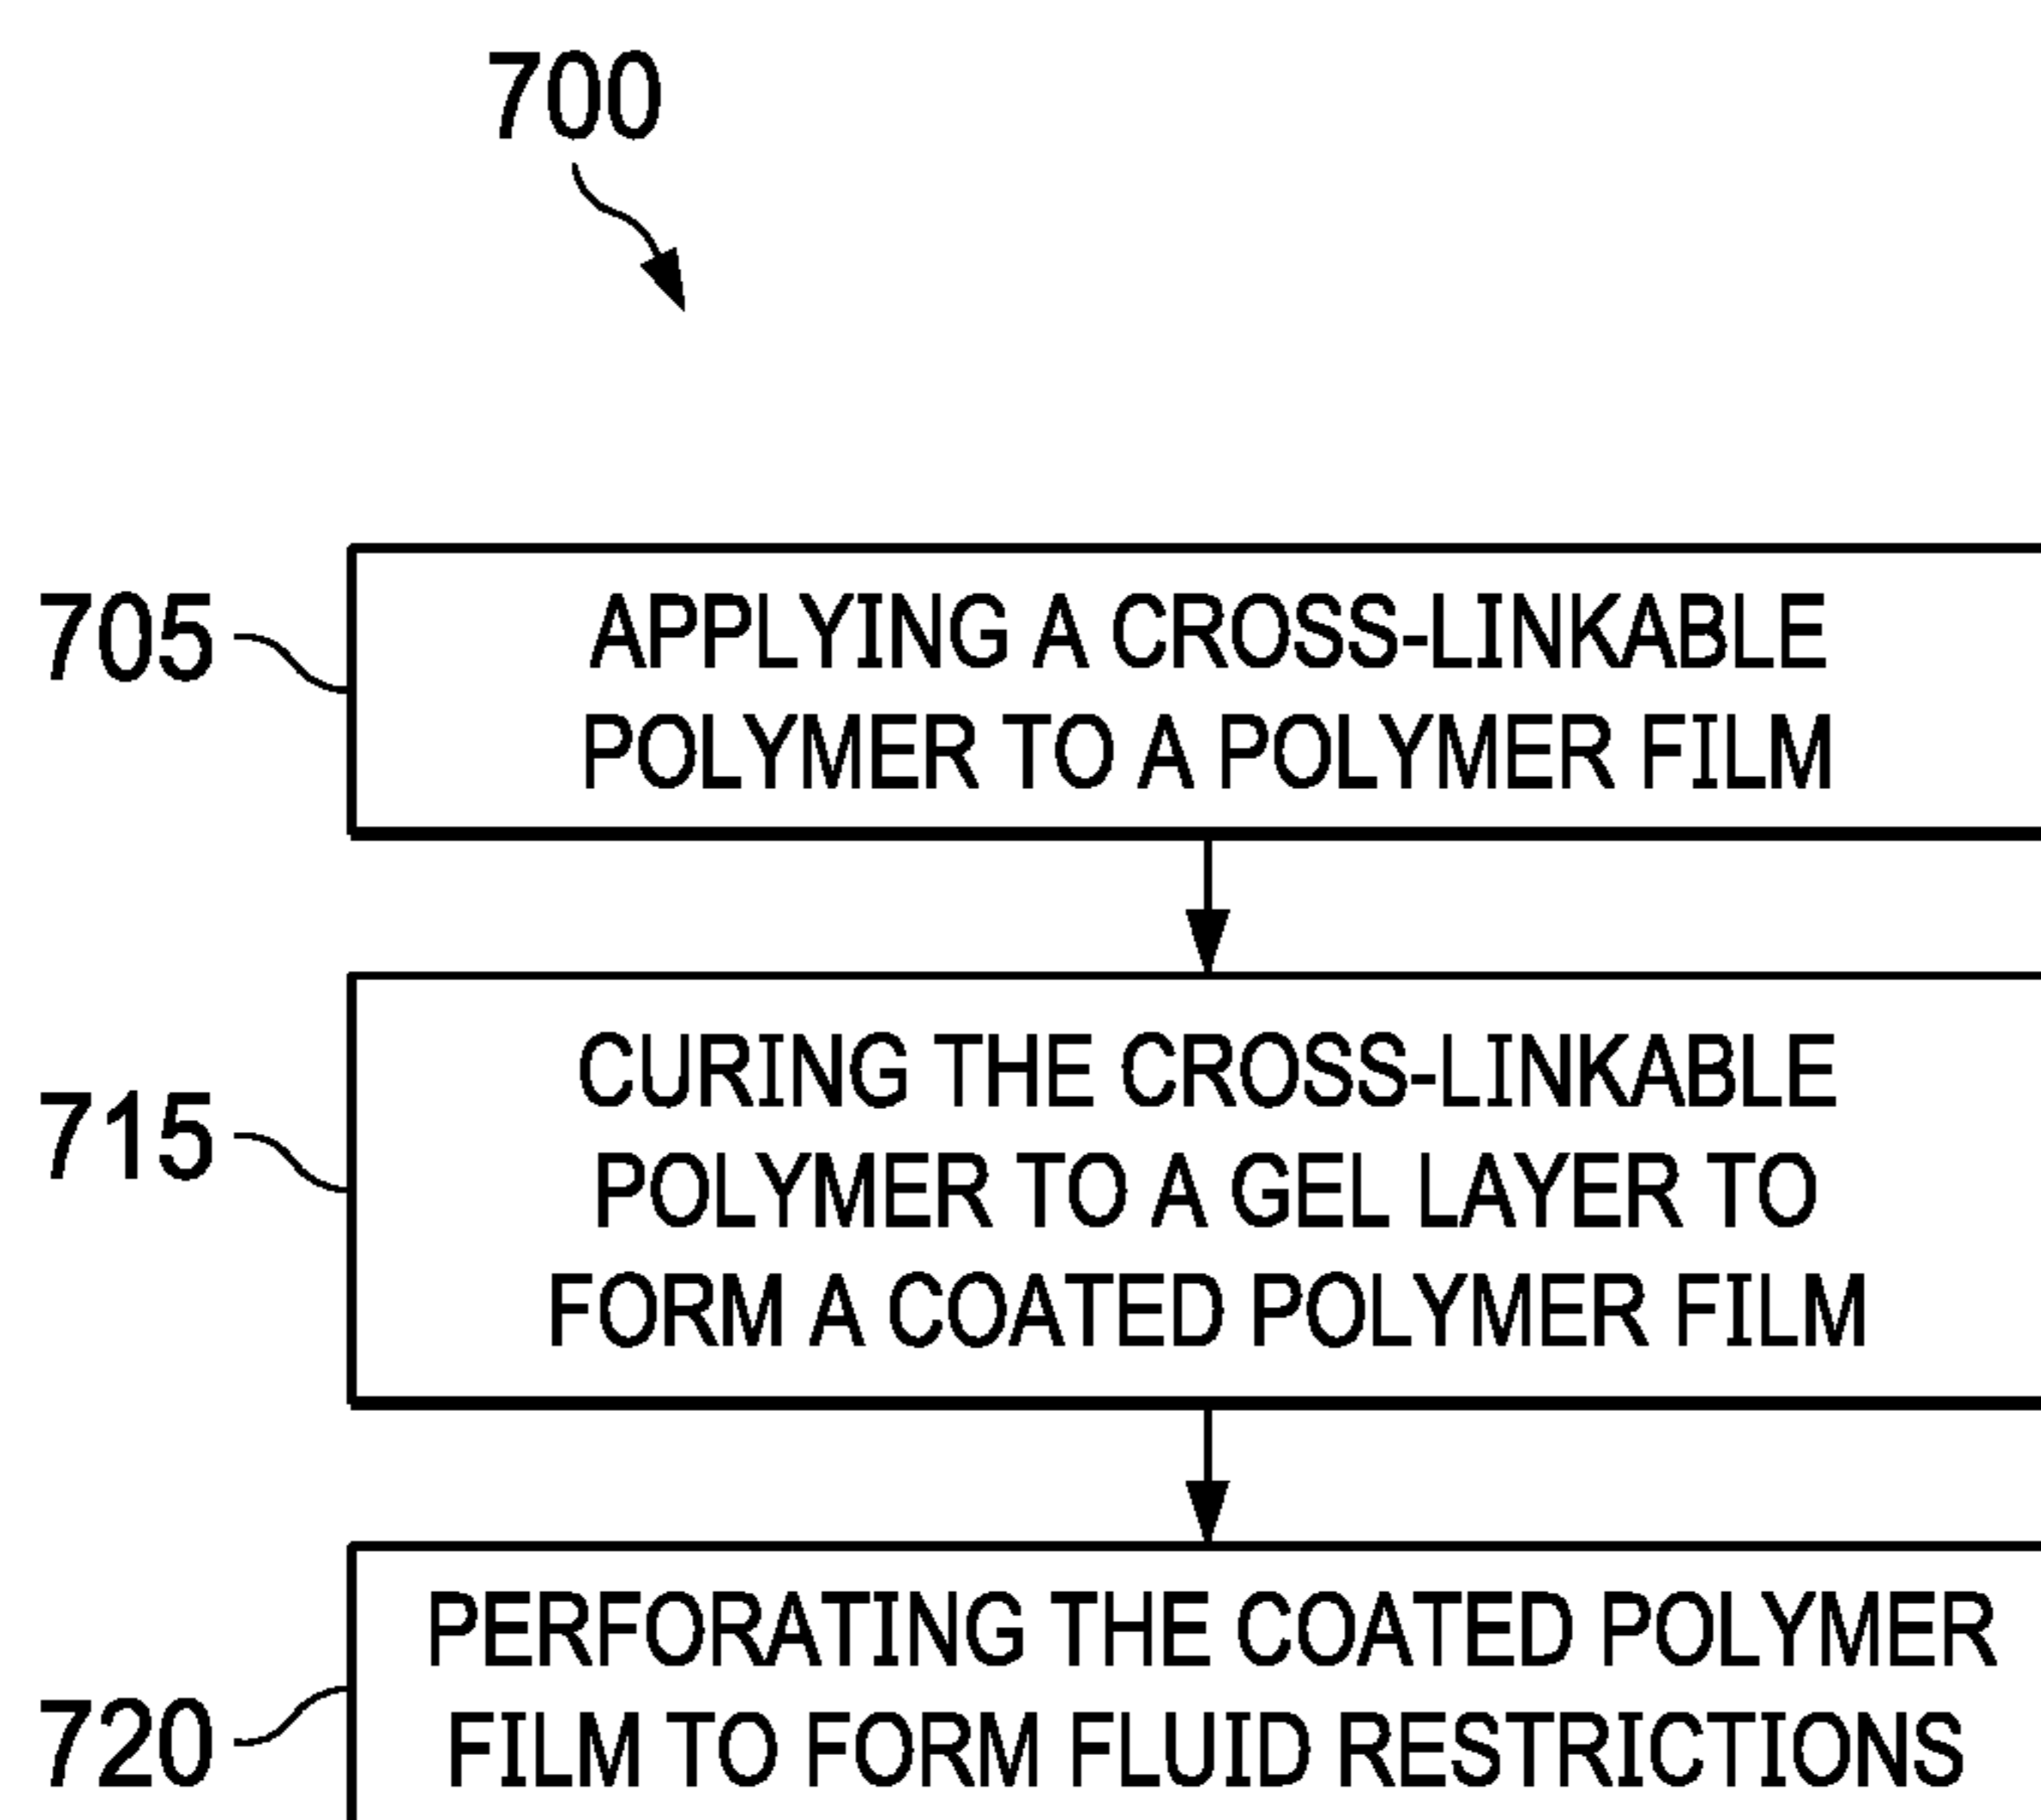 700
705
APPLYING A CROSS-LINKABLE
POLYMER TO A POLYMER FILM
715
CURING THE CROSS-LINKABLE
POLYMER TO A GEL LAYER TO
FORM A COATED POLYMER FILM
720
PERFORATING THE COATED POLYMER
FILM TO FORM FLUID RESTRICTIONS